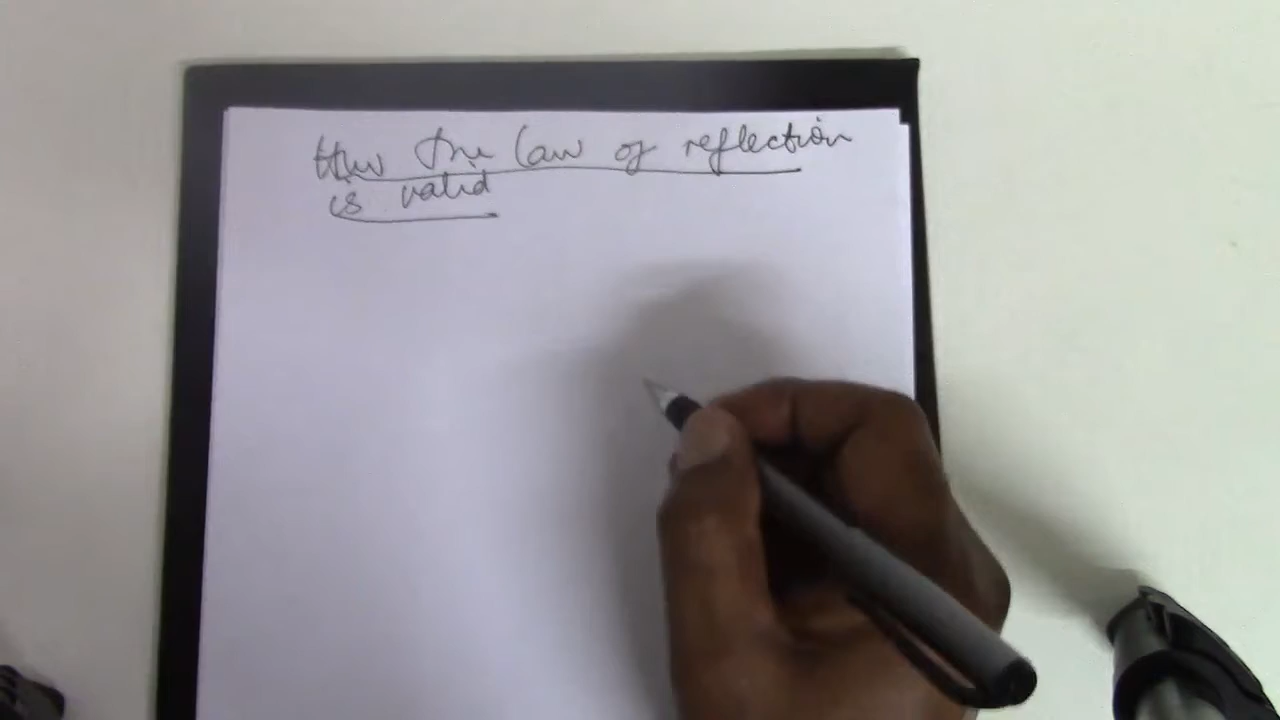 How the law of reflection
is valid